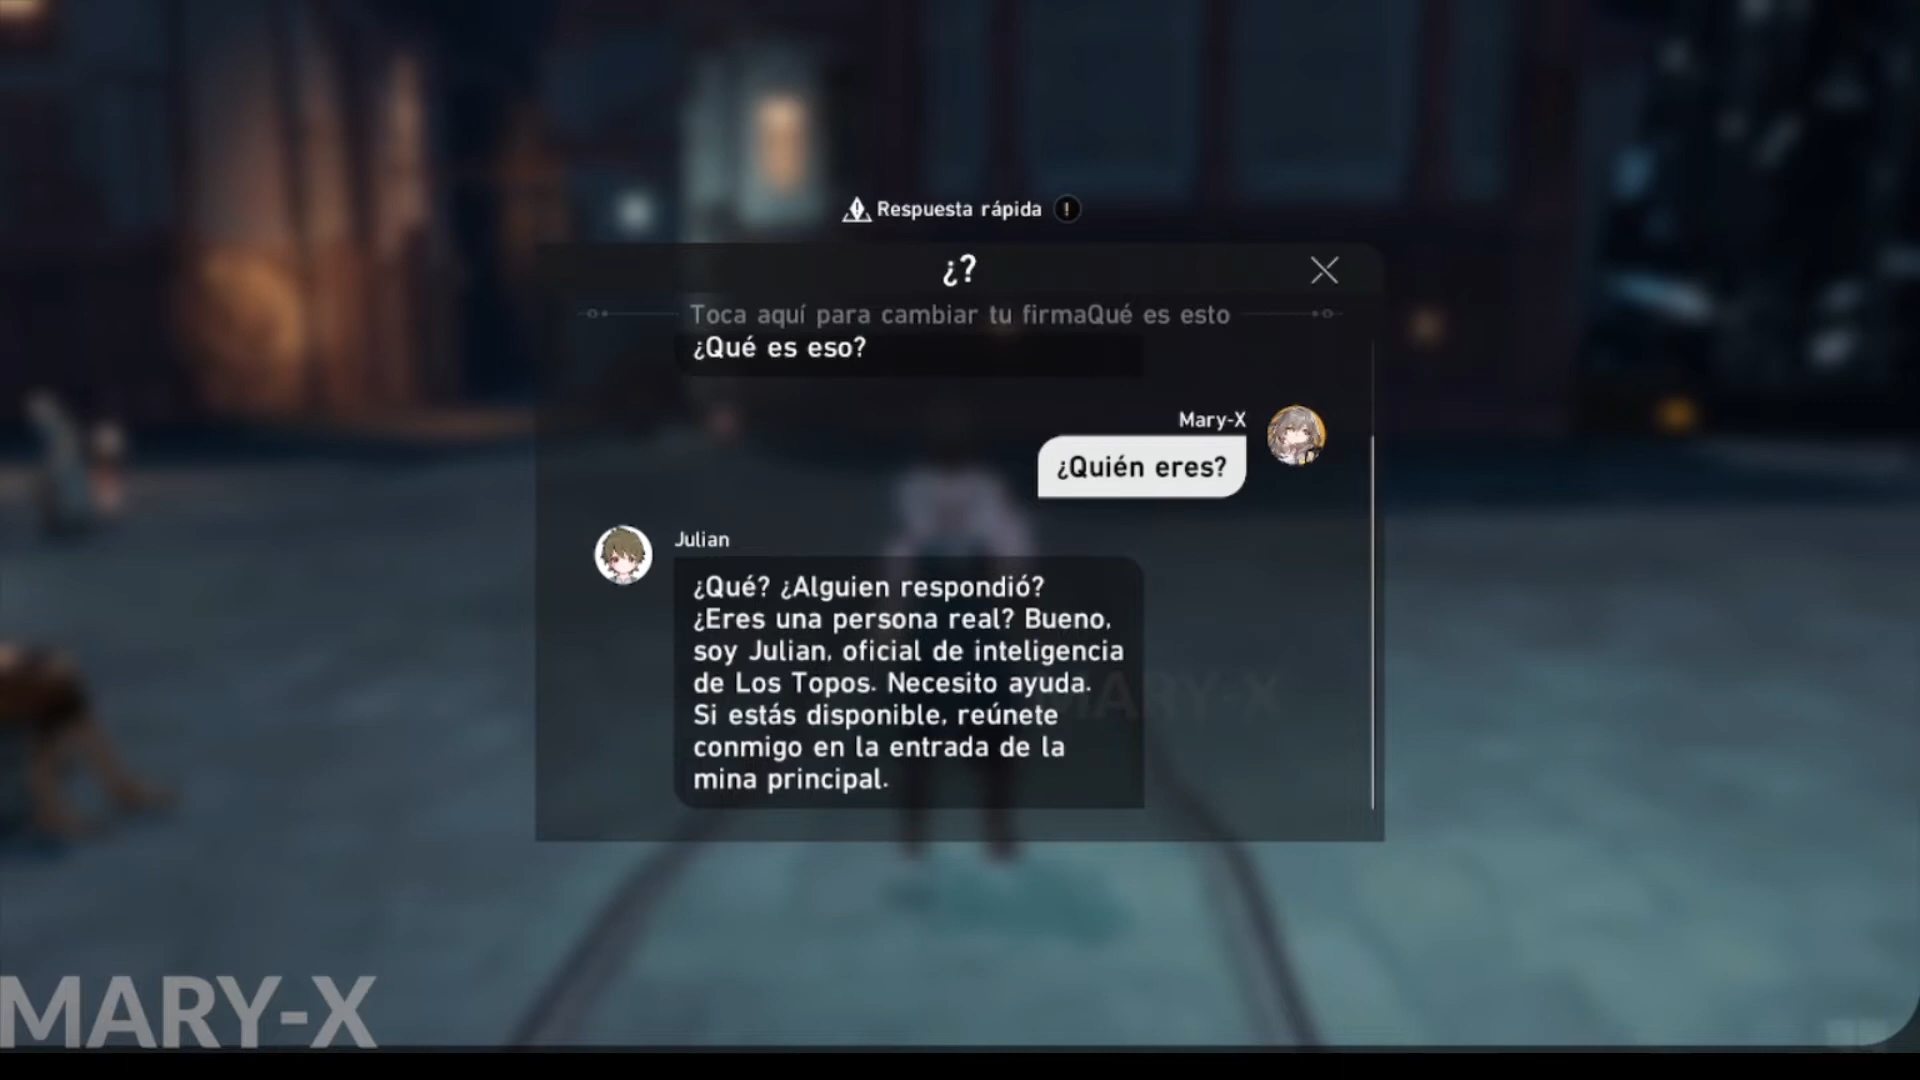 Respuesta rápida
¿?
Toca aquí para cambiar tu firmaQué es esto
¿Qué es eso?
Mary-X
¿Quién eres?
Julian
¿Qué? ¿Alguien respondió?
¿Eres una persona real? Bueno,
soy Julian, oficial de inteligencia
de Los Topos. Necesito ayuda.
Si estás disponible, reúnete
conmigo en la entrada de la
mina principal.
MARY-X
MARY-X